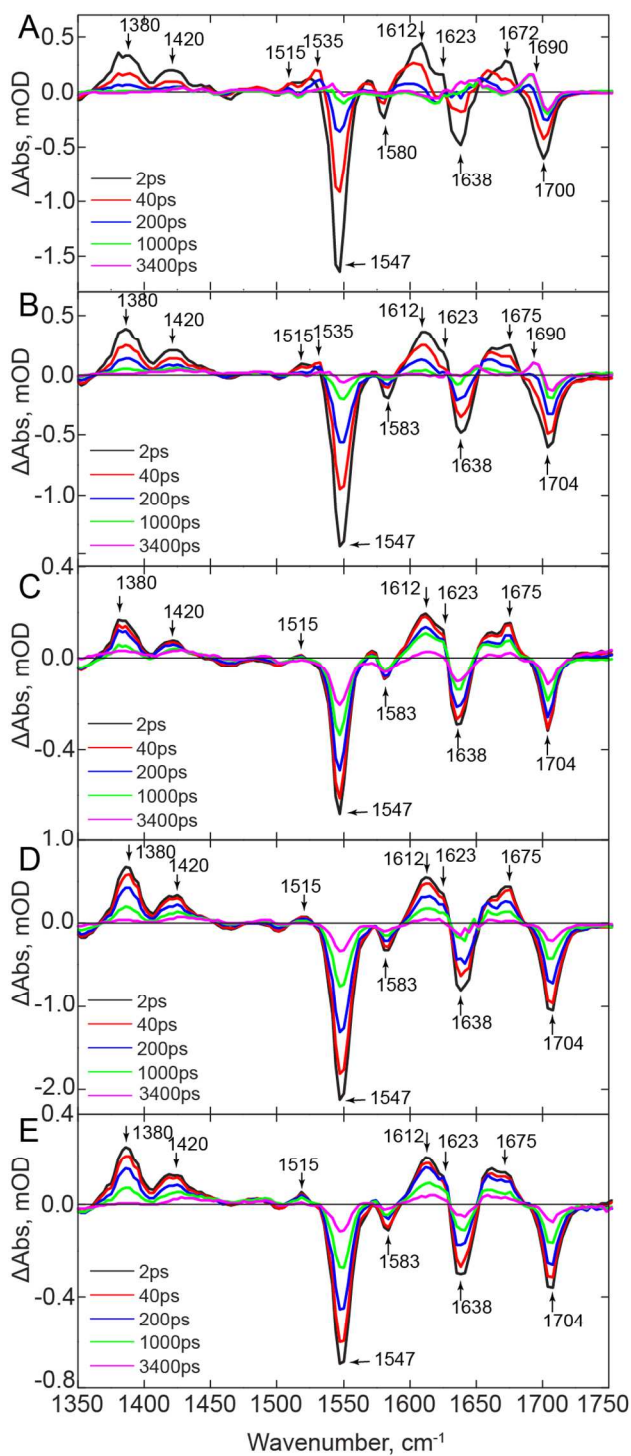 A
1380
1420
1515
1535
1612
1623
1672
1690
0.5
0.0
-0.5
-1.0
-1.5
ΔAbs, mOD
2ps
40ps
200ps
1000ps
3400ps
1580
1638
1700
1547
B
1380
1420
1515
1535
1612
1623
1675
1690
0.5
0.0
-0.5
-1.0
ΔAbs, mOD
2ps
40ps
200ps
1000ps
3400ps
1583
1638
1704
1547
C
1380
1420
1515
1612
1623
1675
0.4
0.0
-0.4
ΔAbs, mOD
2ps
40ps
200ps
1000ps
3400ps
1583
1638
1704
1547
D
1380
1420
1515
1612
1623
1675
1.0
0.0
-1.0
-2.0
ΔAbs, mOD
2ps
40ps
200ps
1000ps
3400ps
1583
1638
1704
1547
E
1380
1420
1515
1612
1623
1675
0.4
0.0
-0.4
-0.8
ΔAbs, mOD
2ps
40ps
200ps
1000ps
3400ps
1583
1638
1704
1547
1350 1400 1450 1500 1550 1600 1650 1700 1750
Wavenumber, cm⁻¹